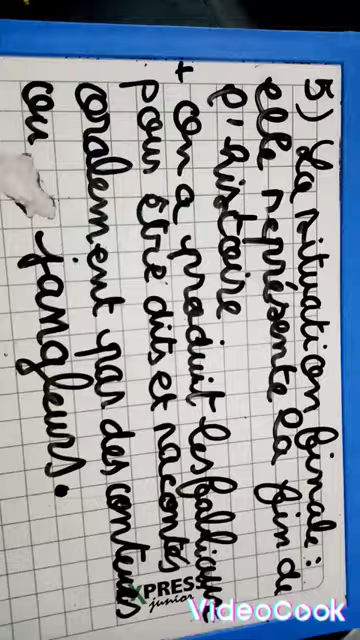 5) La situation finale :
elle représente la fin de
l'histoire
+ on a produit les fabliaux
pour être dits et racontés
oralement par des conteurs
ou jongleurs.
XPRESS
junior
VideoCook